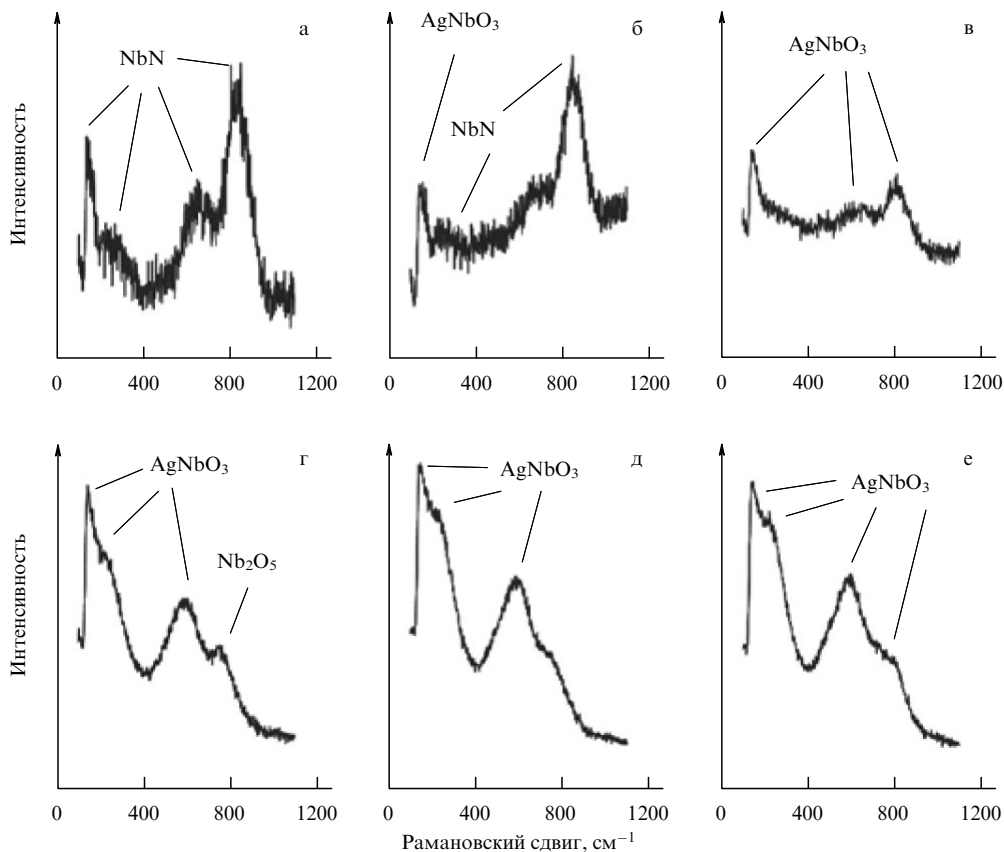 а
NbN
Интенсивность
0 400 800 1200
б
AgNbO₃
NbN
0 400 800 1200
в
AgNbO₃
0 400 800 1200
г
AgNbO₃
Nb₂O₅
Интенсивность
0 400 800 1200
д
AgNbO₃
0 400 800 1200
е
AgNbO₃
0 400 800 1200
Рамановский сдвиг, см⁻¹